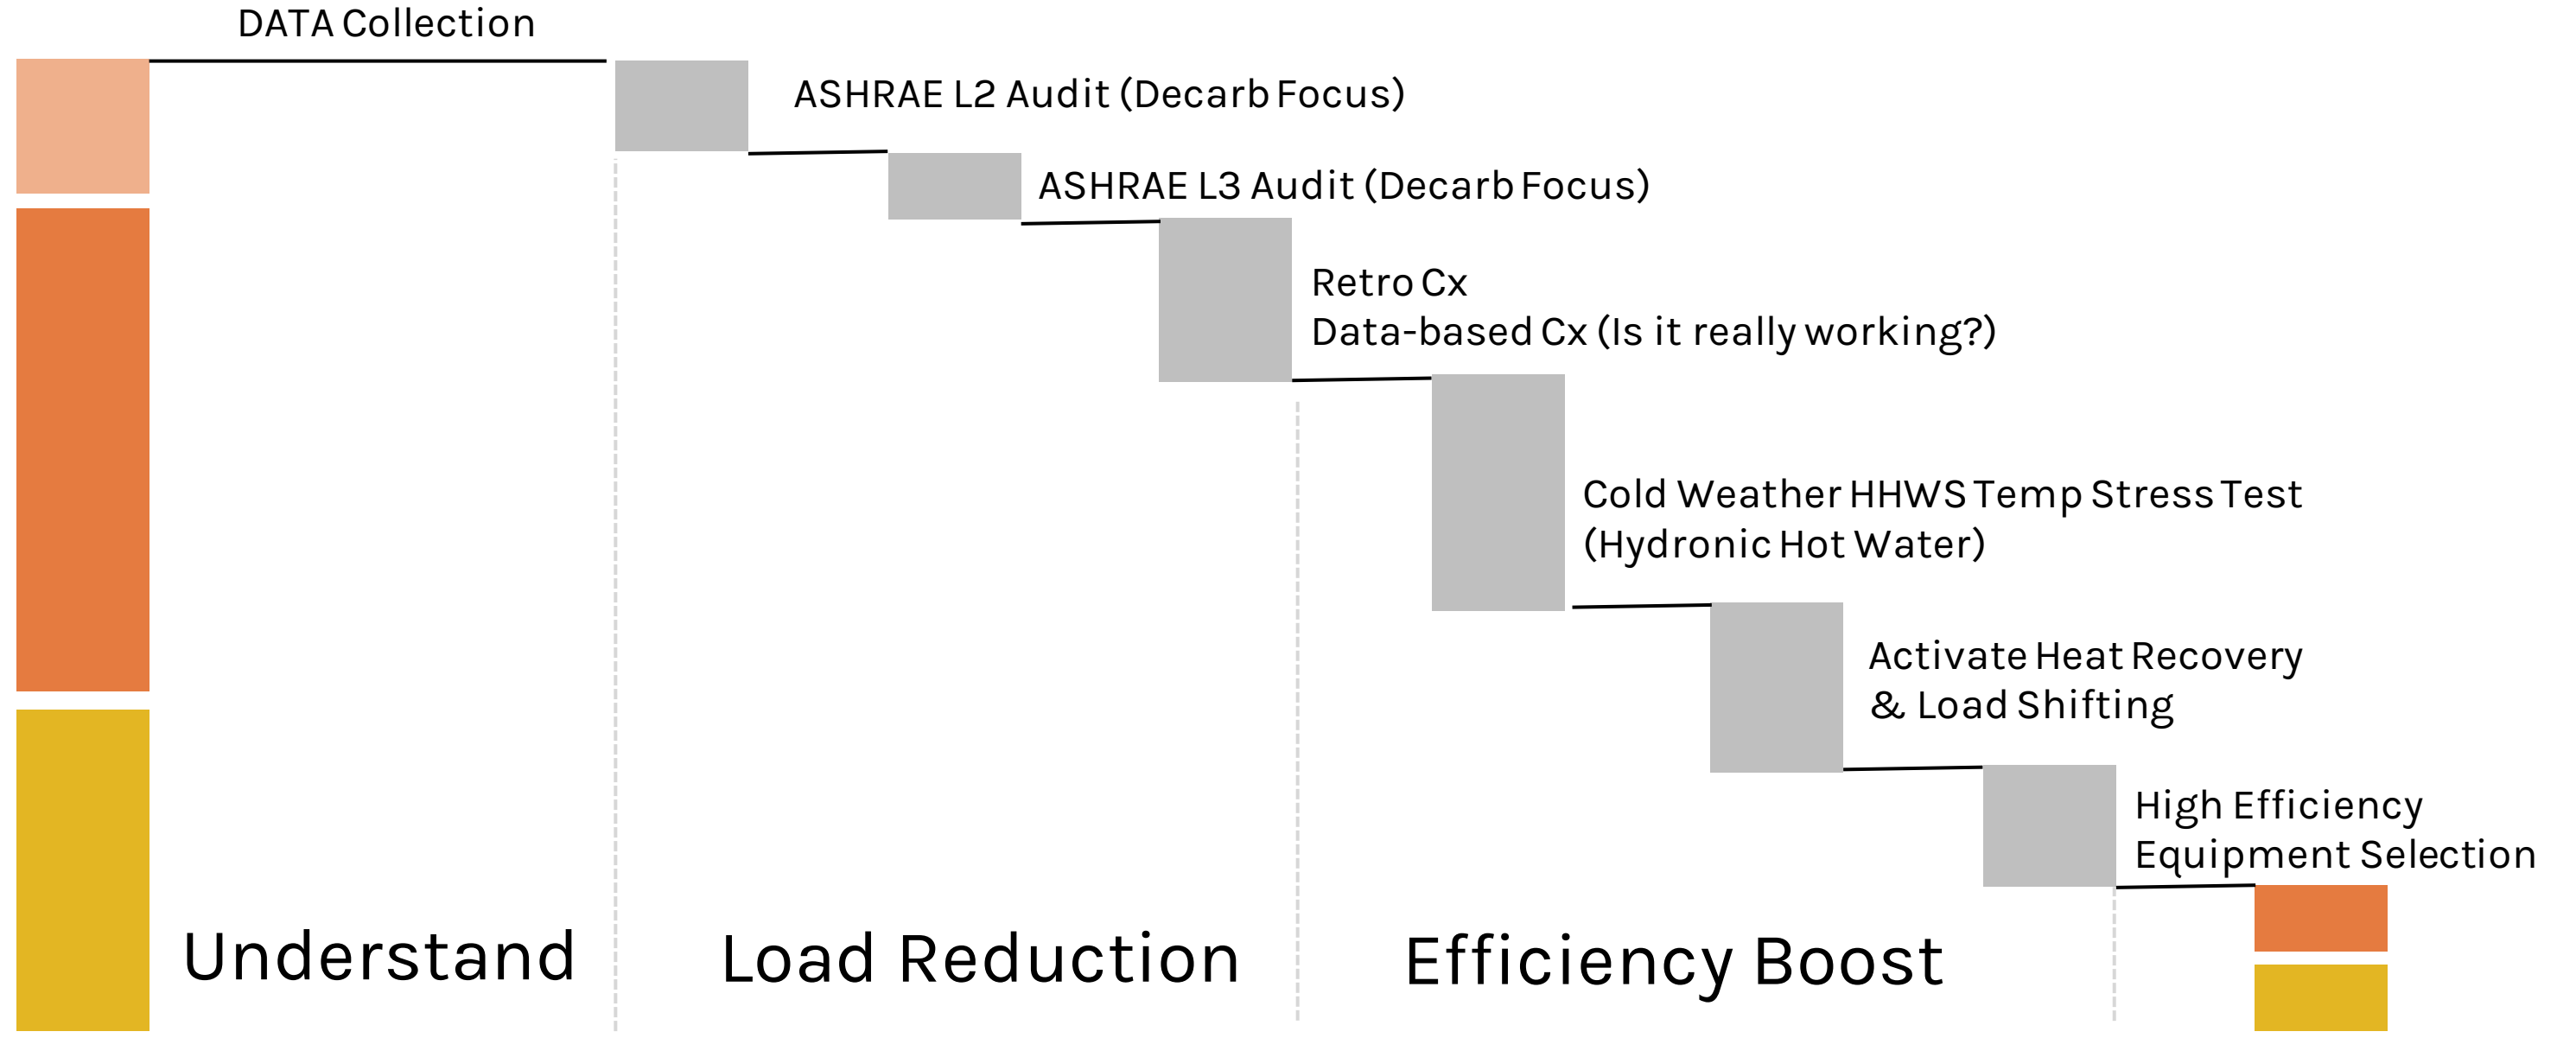 DATA Collection
ASHRAE L2 Audit (Decarb Focus)
ASHRAE L3 Audit (Decarb Focus)
Retro Cx
Data-based Cx (Is it really working?)
Cold Weather HHWS Temp Stress Test
(Hydronic Hot Water)
Activate Heat Recovery
& Load Shifting
High Efficiency
Equipment Selection
Understand
Load Reduction
Efficiency Boost